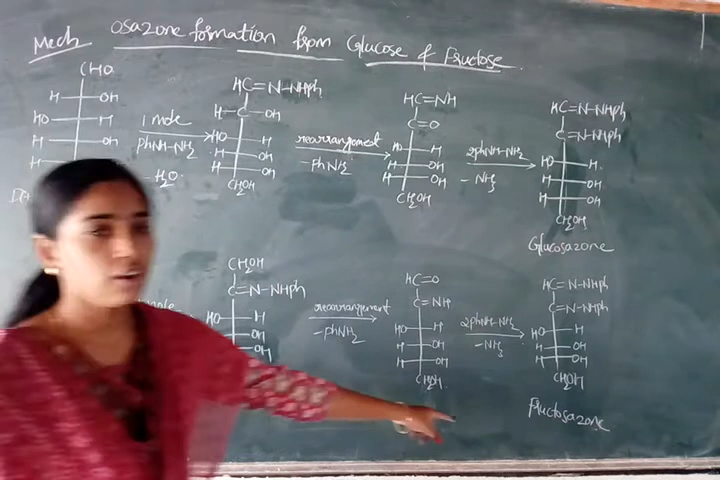 Mech Osazone formation from Glucose & Fructose.
CHO
H OH
HO H
H OH
H
1 mole
phNH-NH2
-H2O
HC=N-NHph
H-C-OH
HO H
H OH
H OH
CH2OH
rearrangement
-PhNH2
HC=NH
C=O
HO H
H OH
H OH
CH2OH
2phNH-NH2
-NH3
HC=N-NHph
C=N-NHph
HO H
H OH
H OH
CH2OH
Glucosazone
CH2OH
C=N-NHph
HO H
OH
OH
rearrangement
-phNH2
HC=O
C=NH
HO H
H OH
H OH
CH2OH
2phNH-NH2
-NH3
HC=N-NHph
C=N-NHph
HO H
H OH
H OH
CH2OH
Fructosazone